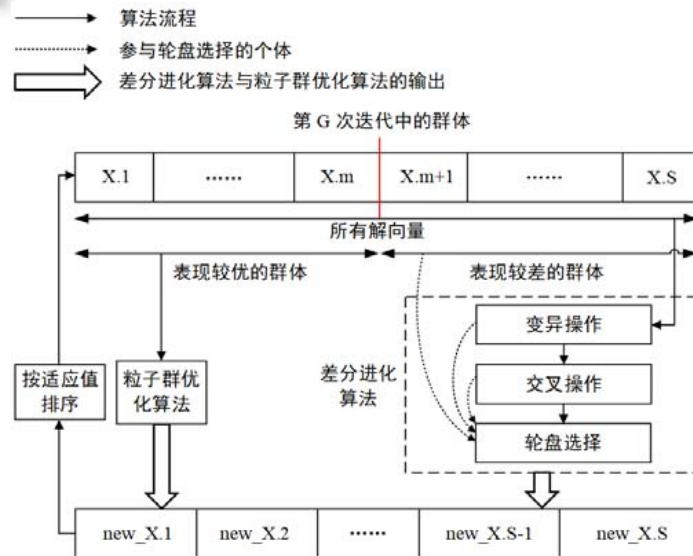 算法流程
参与轮盘选择的个体
差分进化算法与粒子群优化算法的输出
第 G 次迭代中的群体
X.1 …… X.m X.m+1 …… X.S
所有解向量
表现较优的群体 表现较差的群体
变异操作
差分进化
算法
交叉操作
轮盘选择
按适应值
排序
粒子群优
化算法
new_X.1 new_X.2 …… new_X.S-1 new_X.S